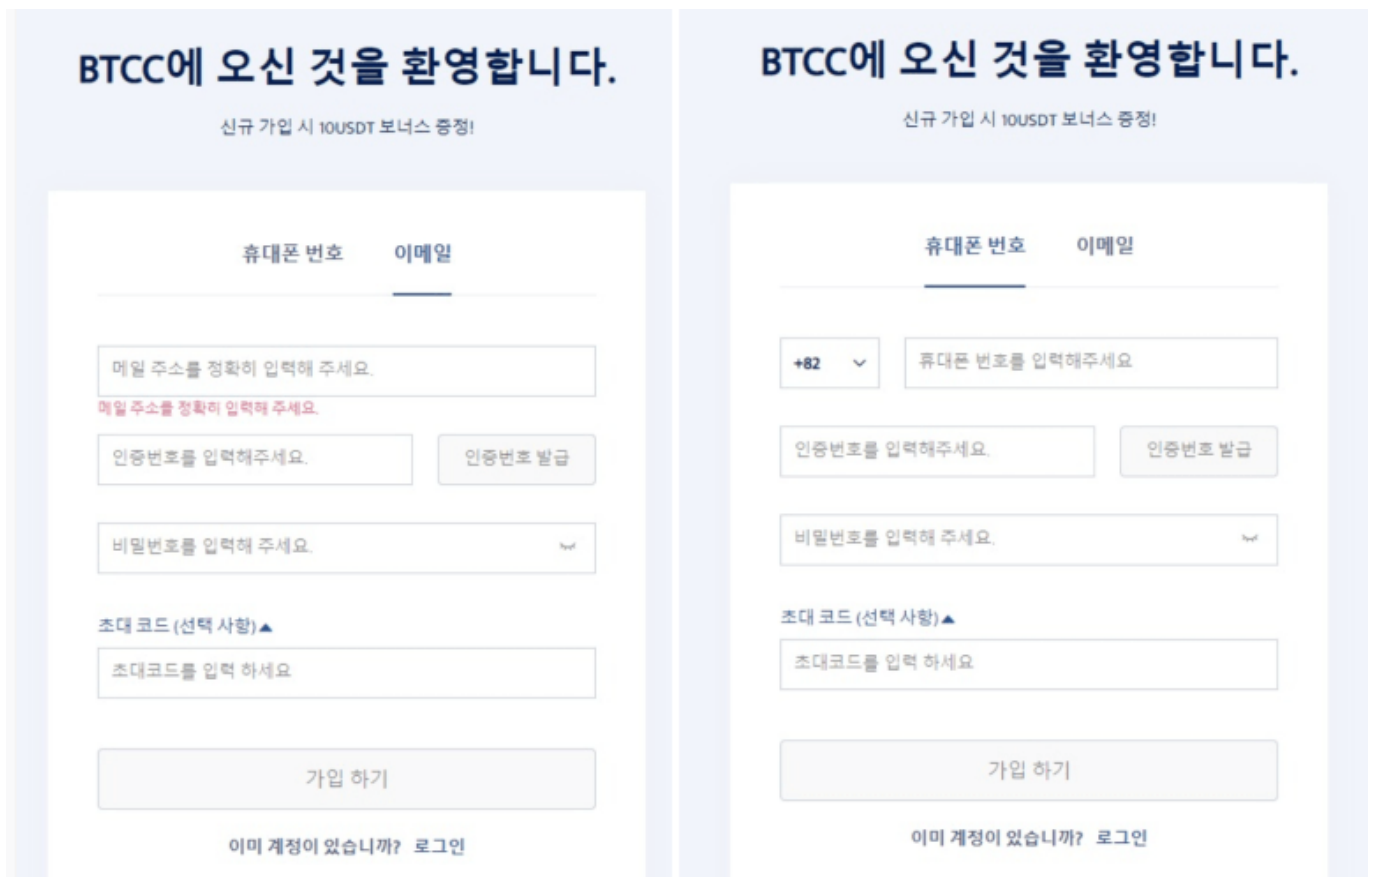 BTCC에 오신 것을 환영합니다.
신규 가입 시 10USDT 보너스 증정!
휴대폰 번호 이메일
메일 주소를 정확히 입력해 주세요.
메일 주소를 정확히 입력해 주세요.
인증번호를 입력해주세요. 인증번호 발급
비밀번호를 입력해 주세요.
초대 코드 (선택 사항)▲
초대코드를 입력 하세요
가입 하기
이미 계정이 있습니까? 로그인
BTCC에 오신 것을 환영합니다.
신규 가입 시 10USDT 보너스 증정!
휴대폰 번호 이메일
+82 휴대폰 번호를 입력해주세요
인증번호를 입력해주세요. 인증번호 발급
비밀번호를 입력해 주세요.
초대 코드 (선택 사항)▲
초대코드를 입력 하세요
가입 하기
이미 계정이 있습니까? 로그인